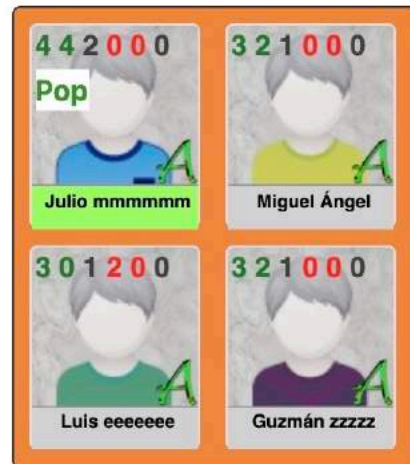 4 4 2 0 0 0
Pop
A
Julio mmmmmm
3 2 1 0 0 0
A
Miguel Ángel
3 0 1 2 0 0
A
Luis eeeeeee
3 2 1 0 0 0
A
Guzmán zzzzz